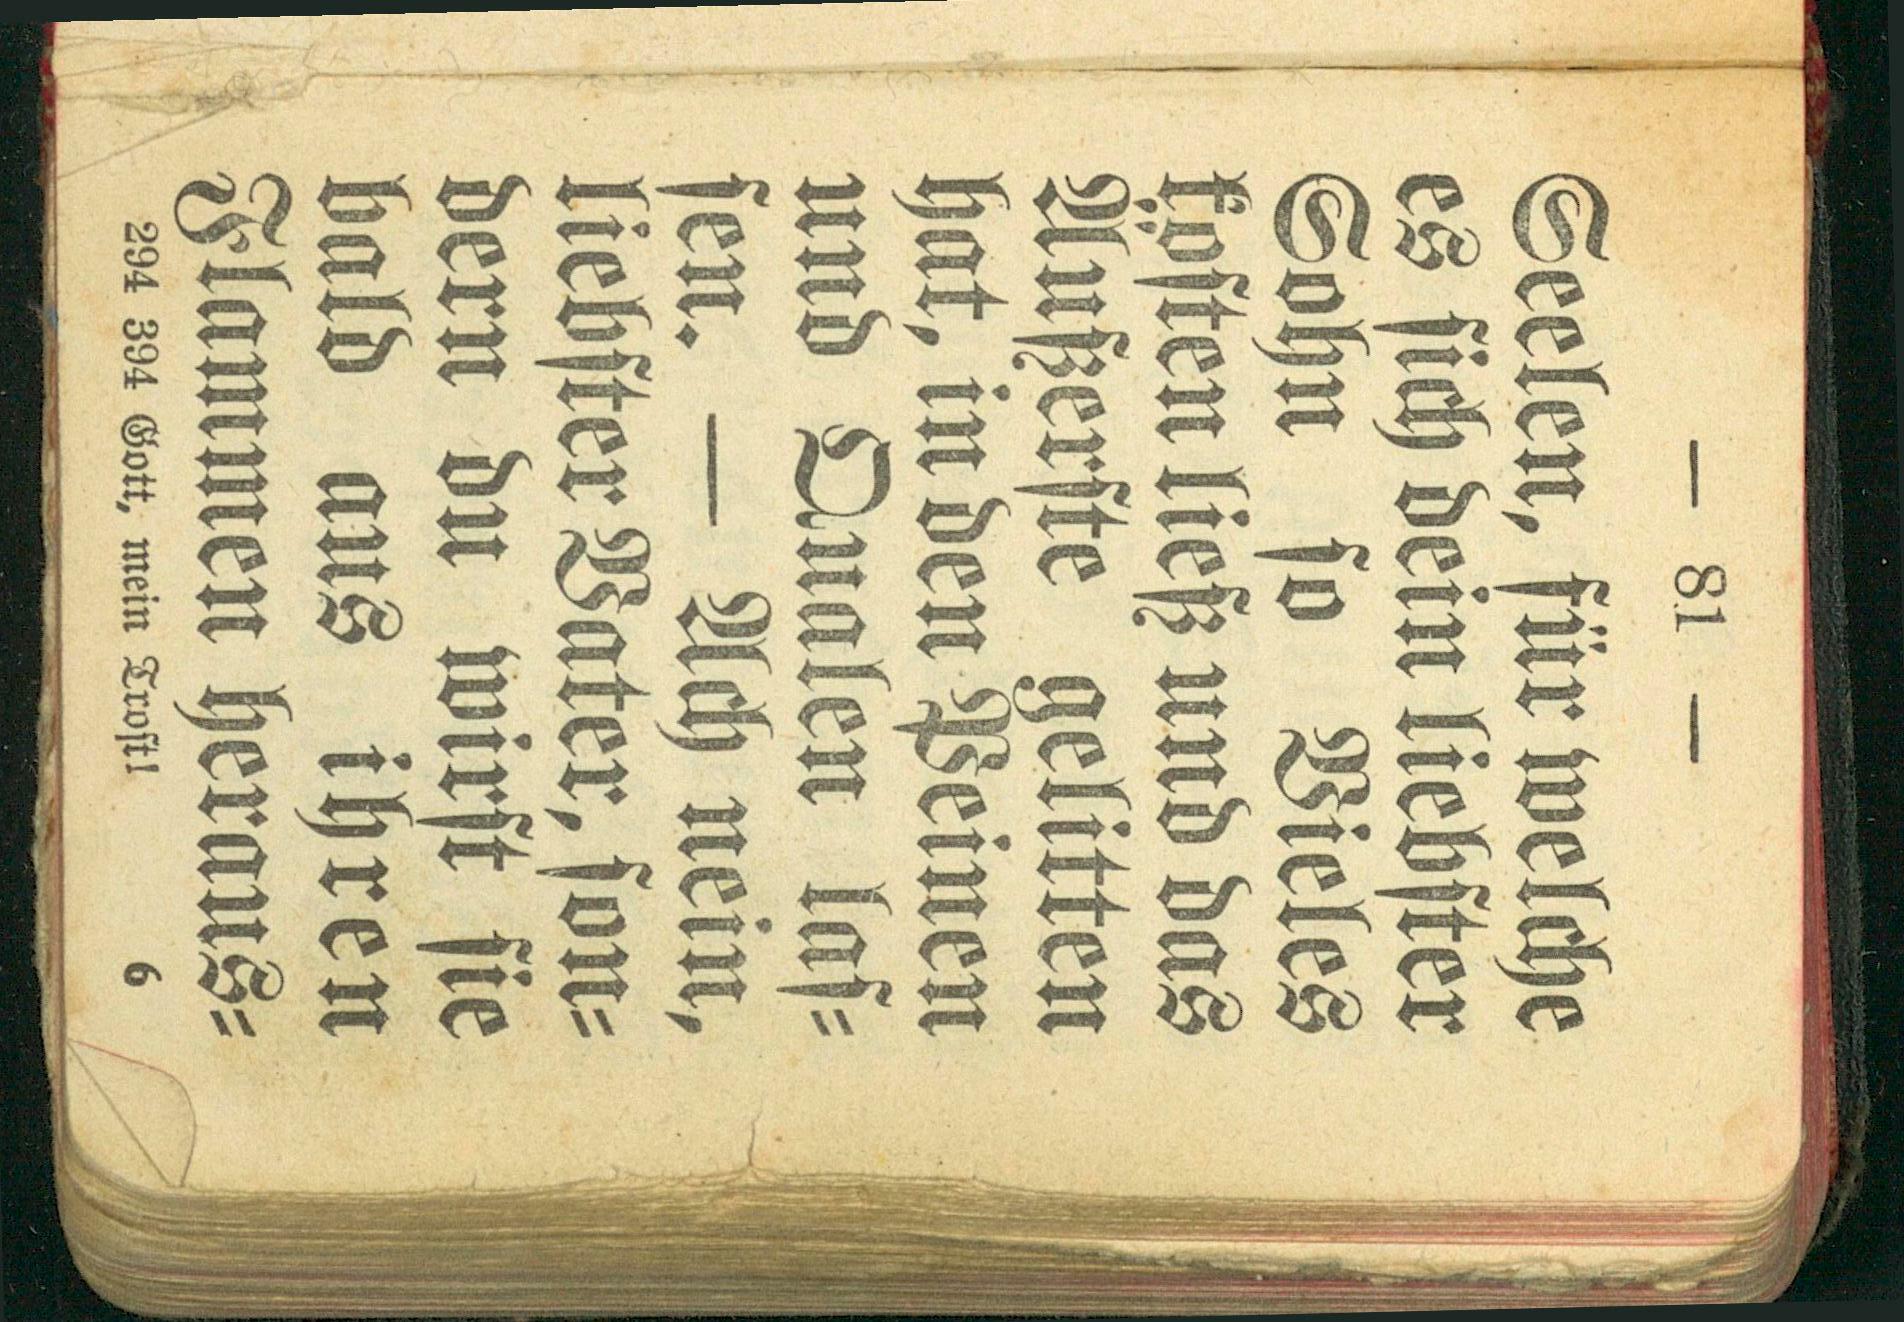 — 81 —
Seelen, für welche
es sich dein liebster
Sohn so Vieles
kosten ließ und das
Äußerste gelitten
hat, in den Peinen
und Qualen las=
sen. — Ach nein,
liebster Vater, son=
dern du wirst sie
bald aus ihren
Flammen heraus=
294 394 Gott, mein Trost1 6